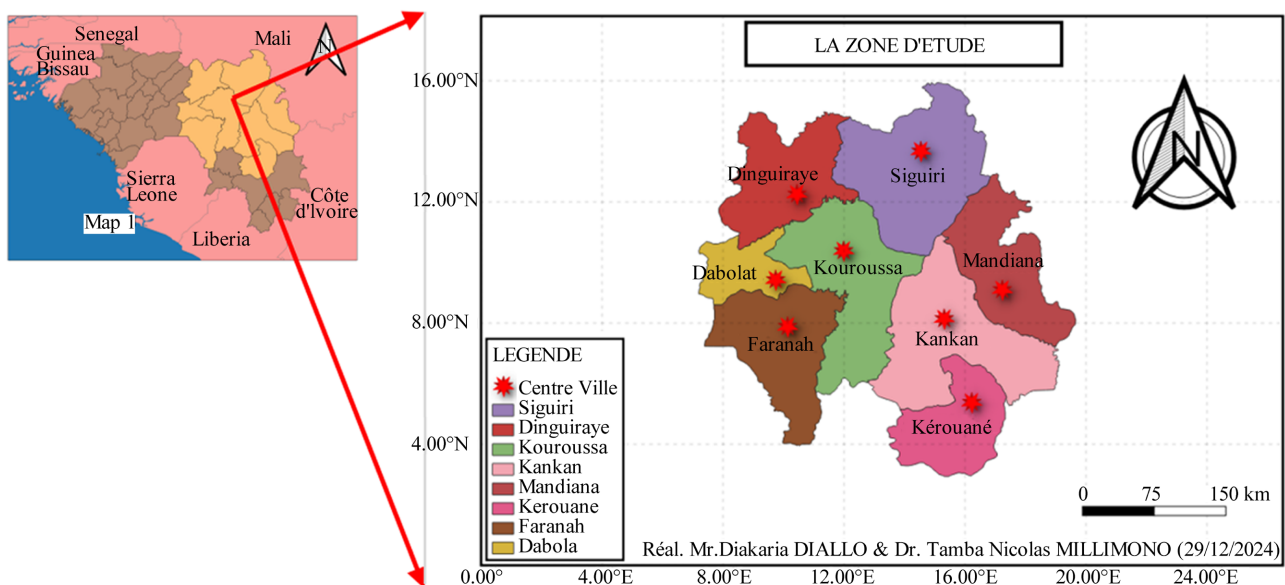 Senegal
Mali
Guinea
Bissau
N
Sierra
Leone
Côte
d'Ivoire
Map 1
Liberia
LA ZONE D'ETUDE
16.00°N
12.00°N
8.00°N
4.00°N
N
Dinguiraye
Siguiri
Dabolat
Kouroussa
Mandiana
Faranah
Kankan
Kérouané
LEGENDE
Centre Ville
Siguiri
Dinguiraye
Kouroussa
Kankan
Mandiana
Kerouane
Faranah
Dabola
0 75 150 km
Réal. Mr.Diakaria DIALLO & Dr. Tamba Nicolas MILLIMONO (29/12/2024)
0.00° 8.00°E 12.00°E 16.00°E 20.00°E 24.00°E